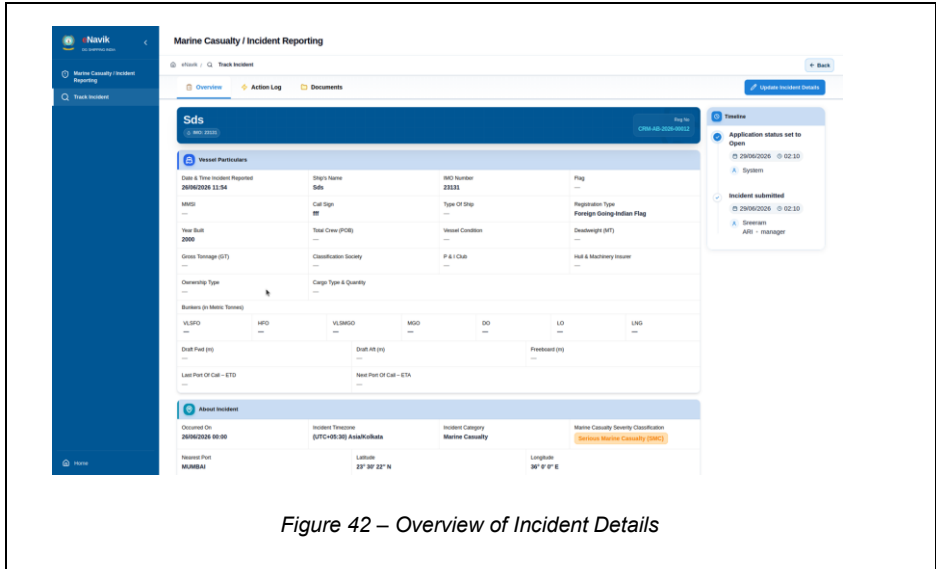 eNavik
DG SHIPPING INDIA
Marine Casualty / Incident Reporting
Track Incident
Home
Marine Casualty / Incident Reporting
eNavik / Track Incident
Back
Overview Action Log Documents
Update Incident Details
Sds
IMO: 23131
Reg No
CRM-AB-2026-00012
Vessel Particulars
Date & Time Incident Reported Ship's Name IMO Number Flag
26/06/2026 11:54 Sds 23131 —
MMSI Call Sign Type Of Ship Registration Type
— ffff — Foreign Going-Indian Flag
Year Built Total Crew (POB) Vessel Condition Deadweight (MT)
2000 — — —
Gross Tonnage (GT) Classification Society P & I Club Hull & Machinery Insurer
— — — —
Ownership Type Cargo Type & Quantity
— —
Bunkers (in Metric Tonnes)
VLSFO HFO VLSMGO MGO DO LO LNG
— — — — — — —
Draft Fwd (m) Draft Aft (m) Freeboard (m)
— — —
Last Port Of Call – ETD Next Port Of Call – ETA
— —
About Incident
Occurred On Incident Timezone Incident Category Marine Casualty Severity Classification
26/06/2026 00:00 (UTC+05:30) Asia/Kolkata Marine Casualty Serious Marine Casualty (SMC)
Nearest Port Latitude Longitude
MUMBAI 23° 30' 22" N 36° 0' 0" E
Timeline
Application status set to
Open
29/06/2026 02:10
System
Incident submitted
29/06/2026 02:10
Sreeram
ARI - manager
Figure 42 – Overview of Incident Details